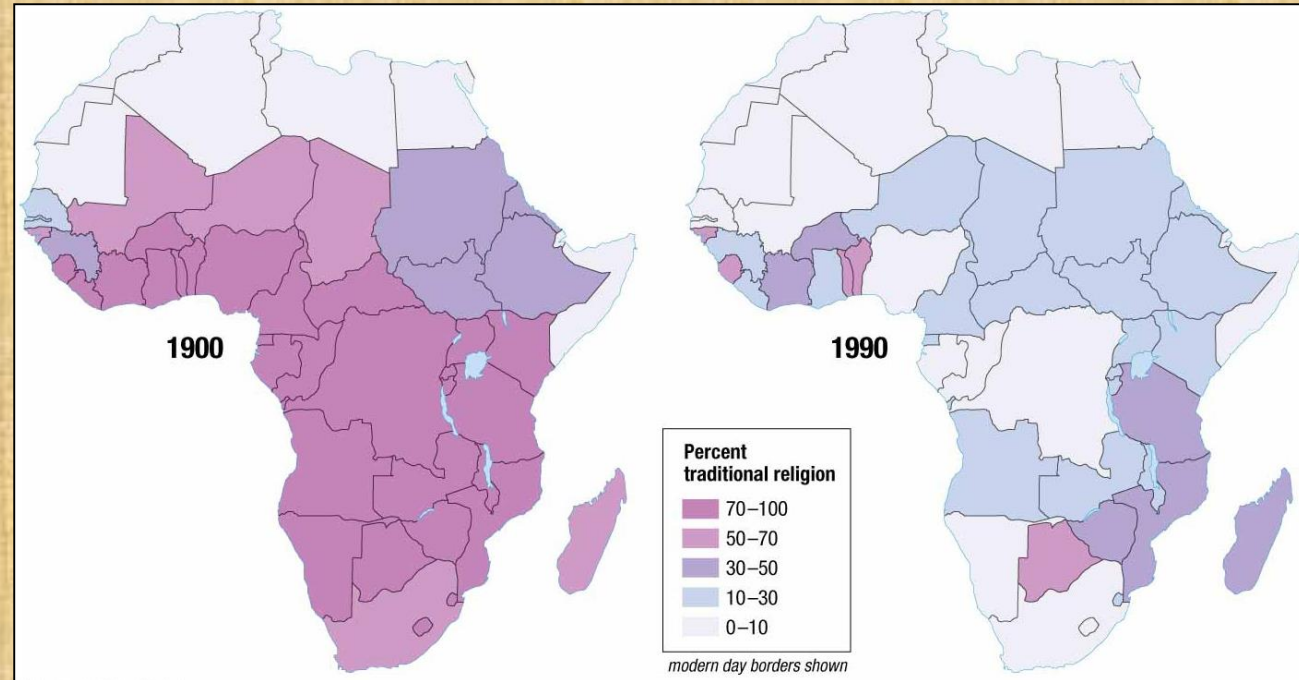 1900
1990
Percent
traditional religion
70–100
50–70
30–50
10–30
0–10
modern day borders shown